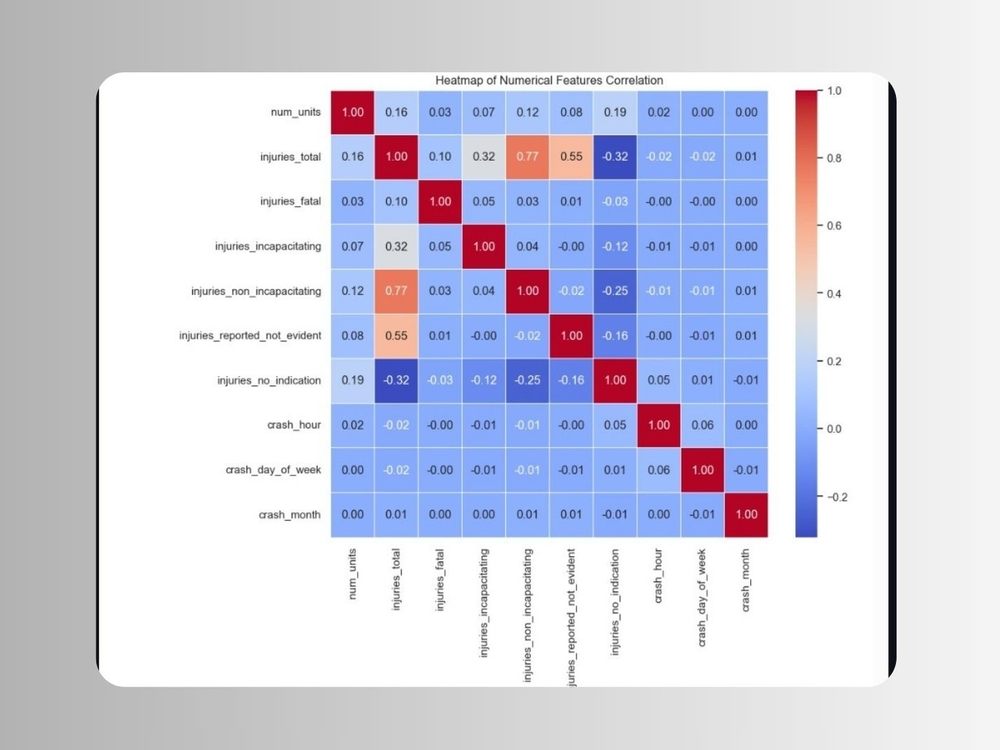 Heatmap of Numerical Features Correlation
num_units 1.00 0.16 0.03 0.07 0.12 0.08 0.19 0.02 0.00 0.00
injuries_total 0.16 1.00 0.10 0.32 0.77 0.55 -0.32 -0.02 -0.02 0.01
injuries_fatal 0.03 0.10 1.00 0.05 0.03 0.01 -0.03 -0.00 -0.00 0.00
injuries_incapacitating 0.07 0.32 0.05 1.00 0.04 -0.00 -0.12 -0.01 -0.01 0.00
injuries_non_incapacitating 0.12 0.77 0.03 0.04 1.00 -0.02 -0.25 -0.01 -0.01 0.01
injuries_reported_not_evident 0.08 0.55 0.01 -0.00 -0.02 1.00 -0.16 -0.00 -0.01 0.01
injuries_no_indication 0.19 -0.32 -0.03 -0.12 -0.25 -0.16 1.00 0.05 0.01 -0.01
crash_hour 0.02 -0.02 -0.00 -0.01 -0.01 -0.00 0.05 1.00 0.06 0.00
crash_day_of_week 0.00 -0.02 -0.00 -0.01 -0.01 -0.01 0.01 0.06 1.00 -0.01
crash_month 0.00 0.01 0.00 0.00 0.01 0.01 -0.01 0.00 -0.01 1.00
num_units
injuries_total
injuries_fatal
injuries_incapacitating
injuries_non_incapacitating
juries_reported_not_evident
injuries_no_indication
crash_hour
crash_day_of_week
crash_month
1.0
0.8
0.6
0.4
0.2
0.0
−0.2